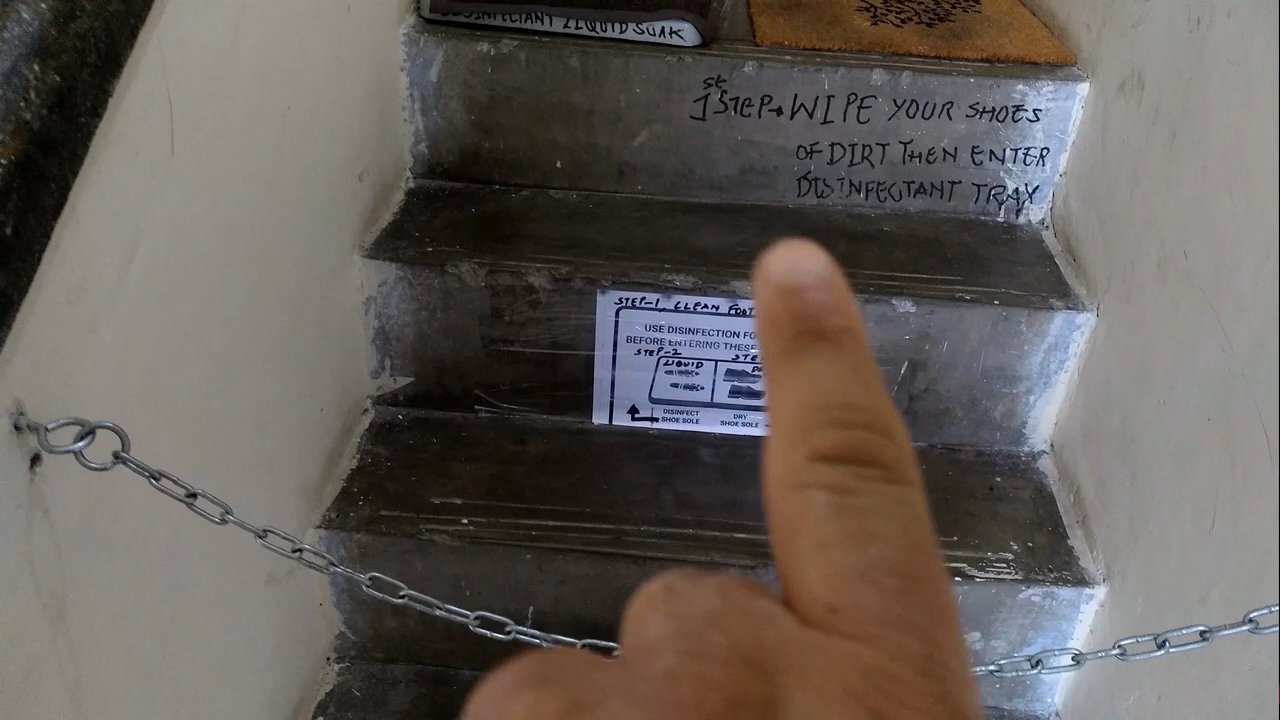 DISINFECTANT LIQUID SOAK
1st STEP→WIPE YOUR SHOES
OF DIRT THEN ENTER
DISINFECTANT TRAY
STEP-1, CLEAN FOOT
USE DISINFECTION
BEFORE ENTERING THESE
STEP-2
LIQUID
DISINFECT
SHOE SOLE
DRY
SHOE SOLE